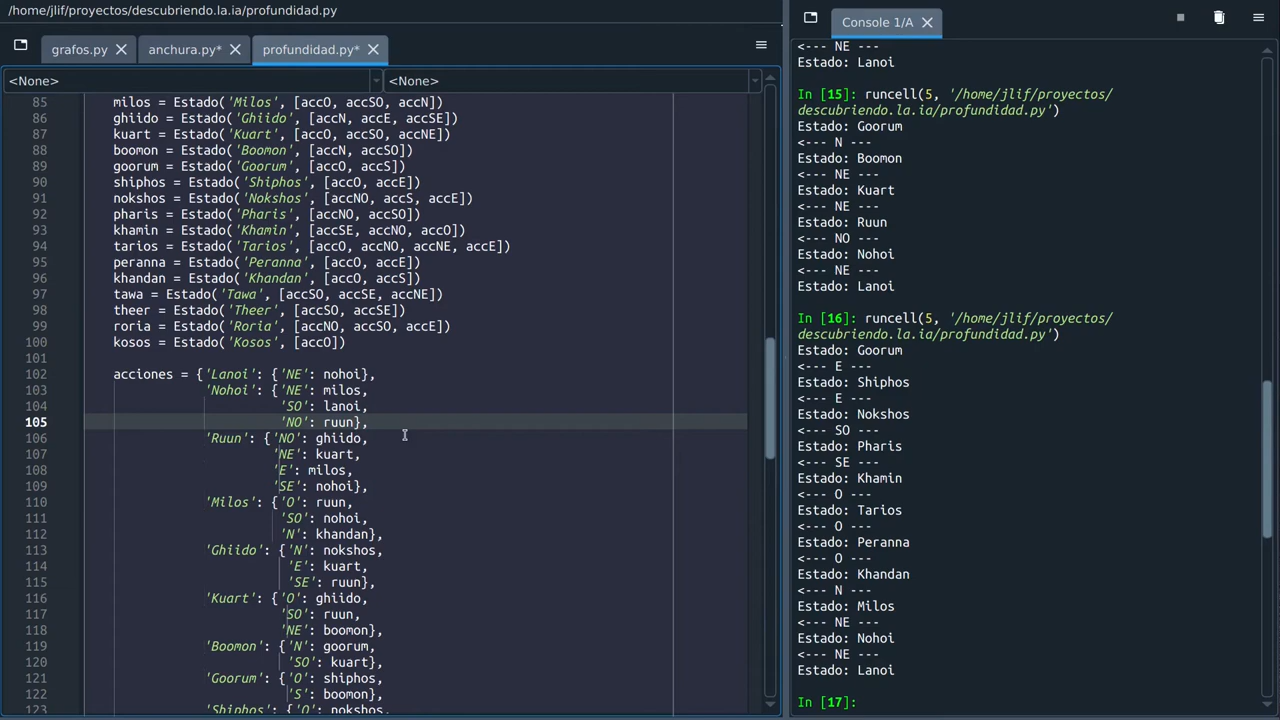 /home/jlif/proyectos/descubriendo.la.ia/profundidad.py
grafos.py
anchura.py*
profundidad.py*
<None>
<None>
85 milos = Estado('Milos', [accO, accSO, accN])
86 ghiido = Estado('Ghiido', [accN, accE, accSE])
87 kuart = Estado('Kuart', [accO, accSO, accNE])
88 boomon = Estado('Boomon', [accN, accSO])
89 goorum = Estado('Goorum', [accO, accS])
90 shiphos = Estado('Shiphos', [accO, accE])
91 nokshos = Estado('Nokshos', [accNO, accS, accE])
92 pharis = Estado('Pharis', [accNO, accSO])
93 khamin = Estado('Khamin', [accSE, accNO, accO])
94 tarios = Estado('Tarios', [accO, accNO, accNE, accE])
95 peranna = Estado('Peranna', [accO, accE])
96 khandan = Estado('Khandan', [accO, accS])
97 tawa = Estado('Tawa', [accSO, accSE, accNE])
98 theer = Estado('Theer', [accSO, accSE])
99 roria = Estado('Roria', [accNO, accSO, accE])
100 kosos = Estado('Kosos', [accO])
101
102 acciones = {'Lanoi': {'NE': nohoi},
103 'Nohoi': {'NE': milos,
104 'SO': lanoi,
105 'NO': ruun},
106 'Ruun': {'NO': ghiido,
107 'NE': kuart,
108 'E': milos,
109 'SE': nohoi},
110 'Milos': {'O': ruun,
111 'SO': nohoi,
112 'N': khandan},
113 'Ghiido': {'N': nokshos,
114 'E': kuart,
115 'SE': ruun},
116 'Kuart': {'O': ghiido,
117 'SO': ruun,
118 'NE': boomon},
119 'Boomon': {'N': goorum,
120 'SO': kuart},
121 'Goorum': {'O': shiphos,
122 'S': boomon},
123 'Shiphos': {'O': nokshos,
Console 1/A
<--- NE ---
Estado: Lanoi
In [15]: runcell(5, '/home/jlif/proyectos/
descubriendo.la.ia/profundidad.py')
Estado: Goorum
<--- N ---
Estado: Boomon
<--- NE ---
Estado: Kuart
<--- NE ---
Estado: Ruun
<--- NO ---
Estado: Nohoi
<--- NE ---
Estado: Lanoi
In [16]: runcell(5, '/home/jlif/proyectos/
descubriendo.la.ia/profundidad.py')
Estado: Goorum
<--- E ---
Estado: Shiphos
<--- E ---
Estado: Nokshos
<--- SO ---
Estado: Pharis
<--- SE ---
Estado: Khamin
<--- O ---
Estado: Tarios
<--- O ---
Estado: Peranna
<--- O ---
Estado: Khandan
<--- N ---
Estado: Milos
<--- NE ---
Estado: Nohoi
<--- NE ---
Estado: Lanoi
In [17]: